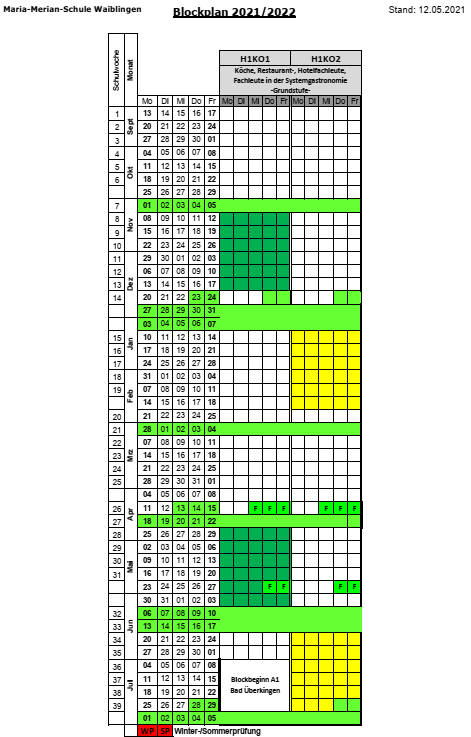 Maria-Merian-Schule Waiblingen
Blockplan 2021/2022
Stand: 12.05.2021
Schulwoche Monat H1KO1 H1KO2
Köche, Restaurant-, Hotelfachleute,
Fachleute in der Systemgastronomie
-Grundstufe-
Mo Di Mi Do Fr Mo Di Mi Do Fr Mo Di Mi Do Fr
1 Sept 13 14 15 16 17
2 20 21 22 23 24
3 27 28 29 30 01
4 Okt 04 05 06 07 08
5 11 12 13 14 15
6 18 19 20 21 22
25 26 27 28 29
7 Nov 01 02 03 04 05
8 08 09 10 11 12
9 15 16 17 18 19
10 22 23 24 25 26
11 Dez 29 30 01 02 03
12 06 07 08 09 10
13 13 14 15 16 17
14 20 21 22 23 24
27 28 29 30 31
03 04 05 06 07
15 Jan 10 11 12 13 14
16 17 18 19 20 21
17 24 25 26 27 28
18 Feb 31 01 02 03 04
19 07 08 09 10 11
14 15 16 17 18
20 21 22 23 24 25
21 Mrz 28 01 02 03 04
22 07 08 09 10 11
23 14 15 16 17 18
24 21 22 23 24 25
25 28 29 30 31 01
Apr 04 05 06 07 08
26 11 12 13 14 15 F F F F F F
27 18 19 20 21 22
28 25 26 27 28 29
29 Mai 02 03 04 05 06
30 09 10 11 12 13
31 16 17 18 19 20
23 24 25 26 27 F F F F
30 31 01 02 03
32 Jun 06 07 08 09 10
33 13 14 15 16 17
34 20 21 22 23 24
35 27 28 29 30 01
36 Jul 04 05 06 07 08
37 11 12 13 14 15 Blockbeginn A1
38 18 19 20 21 22 Bad Überkingen
39 25 26 27 28 29
01 02 03 04 05
WP SP Winter-/Sommerprüfung